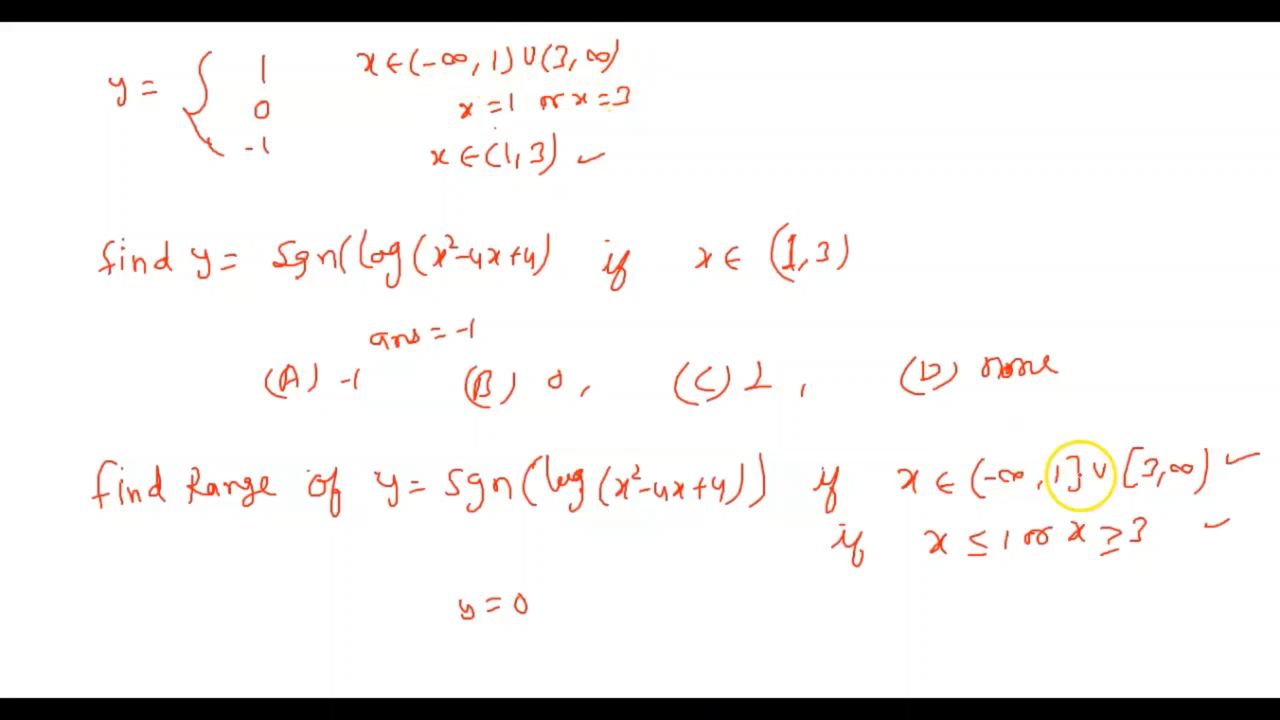 y = { 1 x ∈ (-∞, 1) ∪ (3, ∞)
0 x = 1 or x = 3
-1 x ∈ (1, 3) ✓
find y = Sgn(log(x²-4x+4) if x ∈ (1, 3)
ans = -1
(A) -1 (B) 0, (C) 1, (D) none
find Range of y = Sgn(log(x²-4x+4)) if x ∈ (-∞, 1] ∪ [3, ∞) ✓
if x ≤ 1 or x ≥ 3 ✓
y = 0